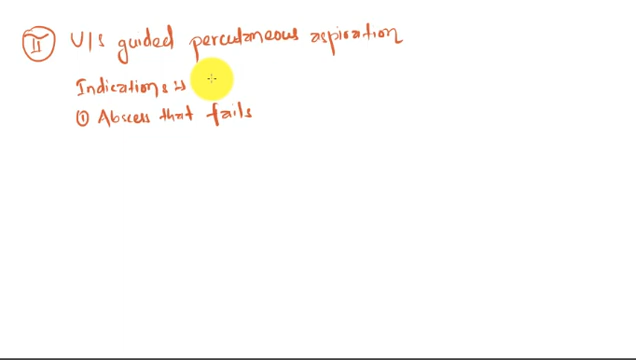 II U/S guided percutaneous aspiration
Indications :-
① Abscess that fails